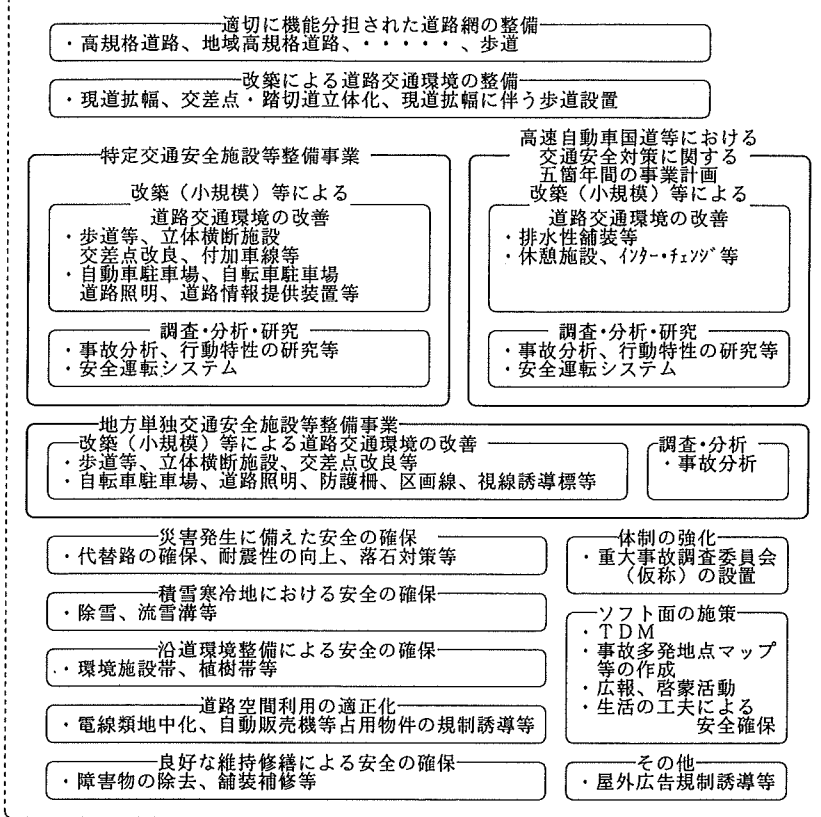 適切に機能分担された道路網の整備
・高規格道路、地域高規格道路、・・・・・、歩道
改築による道路交通環境の整備
・現道拡幅、交差点・踏切道立体化、現道拡幅に伴う歩道設置
特定交通安全施設等整備事業
改築（小規模）等による
道路交通環境の改善
・歩道等、立体横断施設
交差点改良、付加車線等
・自動車駐車場、自転車駐車場
道路照明、道路情報提供装置等
調査・分析・研究
・事故分析、行動特性の研究等
・安全運転システム
高速自動車国道等における
交通安全対策に関する
五箇年間の事業計画
改築（小規模）等による
道路交通環境の改善
・排水性舗装等
・休憩施設、ｲﾝﾀｰ・ﾁｪﾝｼﾞ等
調査・分析・研究
・事故分析、行動特性の研究等
・安全運転システム
地方単独交通安全施設等整備事業
改築（小規模）等による道路交通環境の改善
・歩道等、立体横断施設、交差点改良等
・自転車駐車場、道路照明、防護柵、区画線、視線誘導標等
調査・分析
・事故分析
災害発生に備えた安全の確保
・代替路の確保、耐震性の向上、落石対策等
積雪寒冷地における安全の確保
・除雪、流雪溝等
沿道環境整備による安全の確保
・環境施設帯、植樹帯等
道路空間利用の適正化
・電線類地中化、自動販売機等占用物件の規制誘導等
良好な維持修繕による安全の確保
・障害物の除去、舗装補修等
体制の強化
・重大事故調査委員会
（仮称）の設置
ソフト面の施策
・ＴＤＭ
・事故多発地点マップ
等の作成
・広報、啓蒙活動
・生活の工夫による
安全確保
その他
・屋外広告規制誘導等